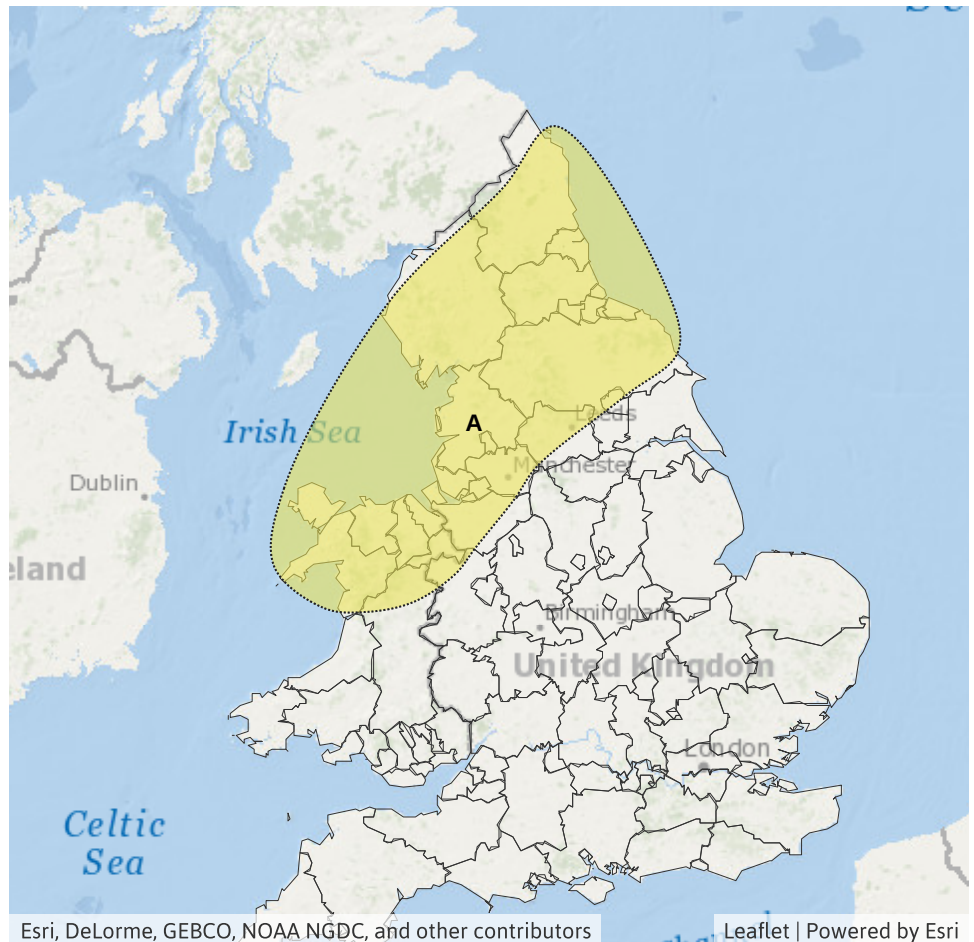 Irish Sea
A
Leeds
Manchester
Dublin
eland
Birmingham
United Kingdom
London
Celtic
Sea
Esri, DeLorme, GEBCO, NOAA NGDC, and other contributors
Leaflet | Powered by Esri